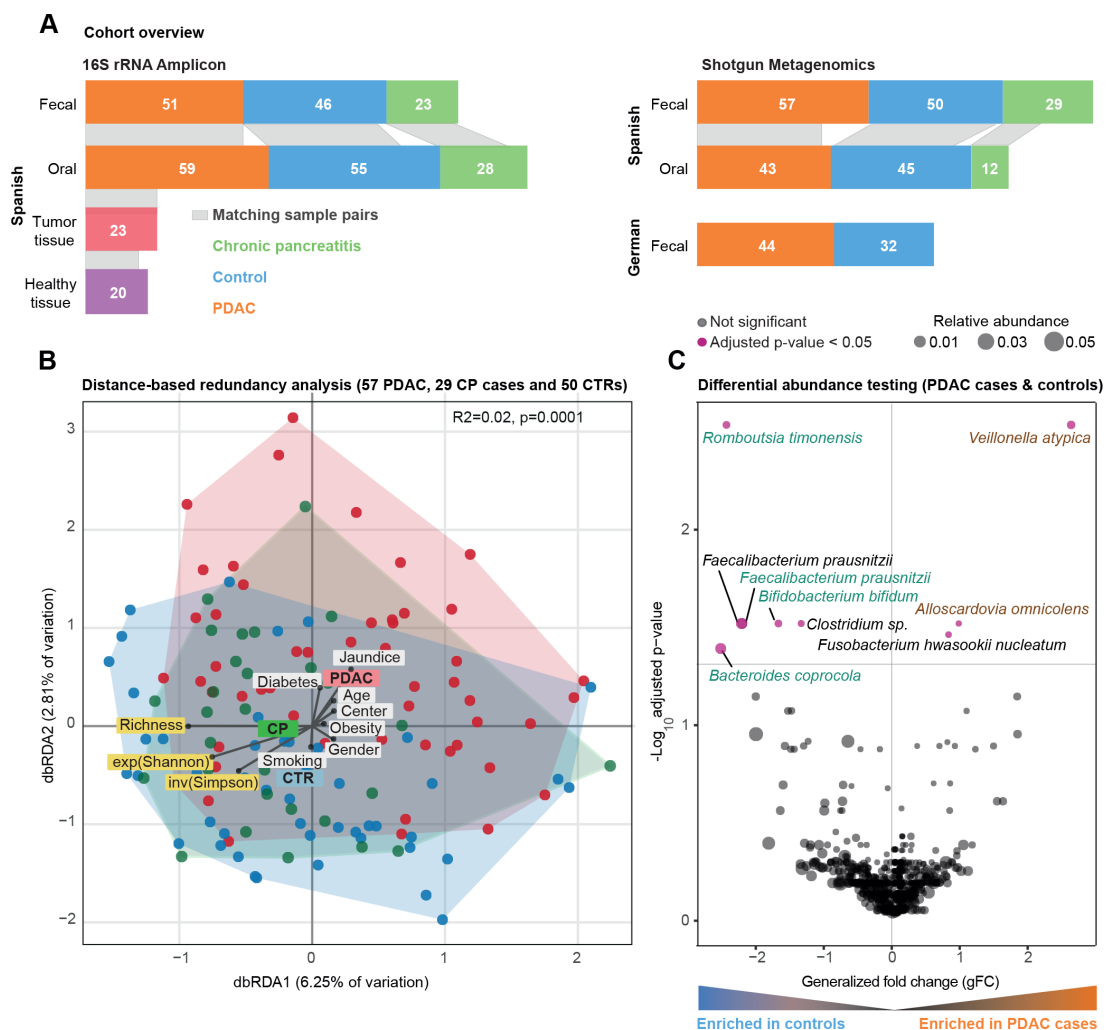 A
Cohort overview
16S rRNA Amplicon
Fecal
51
46
23
Oral
59
55
28
Spanish
Tumor
tissue
23
Healthy
tissue
20
Matching sample pairs
Chronic pancreatitis
Control
PDAC
Shotgun Metagenomics
Spanish
Fecal
57
50
29
Oral
43
45
12
German
Fecal
44
32
Not significant
Adjusted p-value < 0.05
Relative abundance
0.01
0.03
0.05
B
Distance-based redundancy analysis (57 PDAC, 29 CP cases and 50 CTRs)
R2=0.02, p=0.0001
3
2
1
0
−1
−2
dbRDA2 (2.81% of variation)
Jaundice
PDAC
Diabetes
Age
Center
Richness
CP
Obesity
Gender
exp(Shannon)
Smoking
inv(Simpson)
CTR
−1
0
1
2
dbRDA1 (6.25% of variation)
C
Differential abundance testing (PDAC cases & controls)
Romboutsia timonensis
Veillonella atypica
Faecalibacterium prausnitzii
Faecalibacterium prausnitzii
Bifidobacterium bifidum
Alloscardovia omnicolens
Clostridium sp.
Fusobacterium hwasookii nucleatum
Bacteroides coprocola
2
1
0
-Log10 adjusted p-value
−2
−1
0
1
2
Generalized fold change (gFC)
Enriched in controls
Enriched in PDAC cases